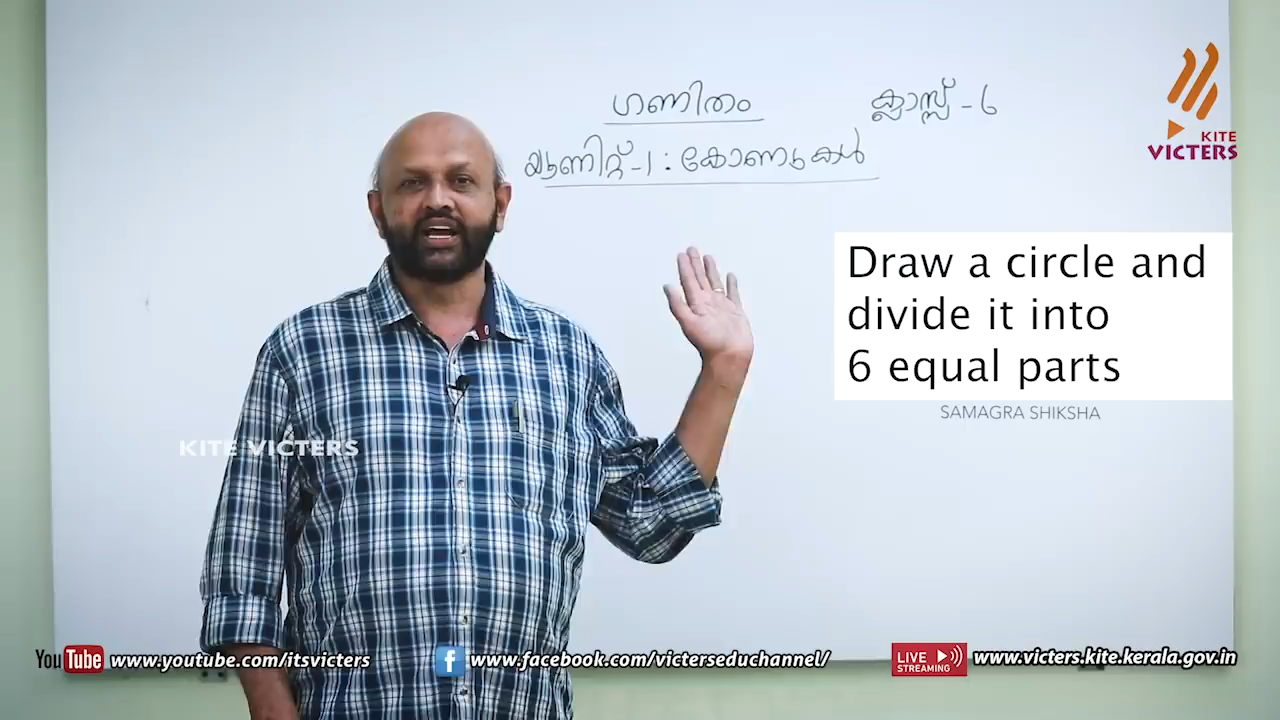 ഗണിതം ക്ലാസ്സ് - 6
യൂണിറ്റ് - 1 : കോണുകൾ
KITE
VICTERS
Draw a circle and
divide it into
6 equal parts
SAMAGRA SHIKSHA
KITE VICTERS
YouTube www.youtube.com/itsvicters f www.facebook.com/victerseduchannel/ LIVE STREAMING www.victers.kite.kerala.gov.in